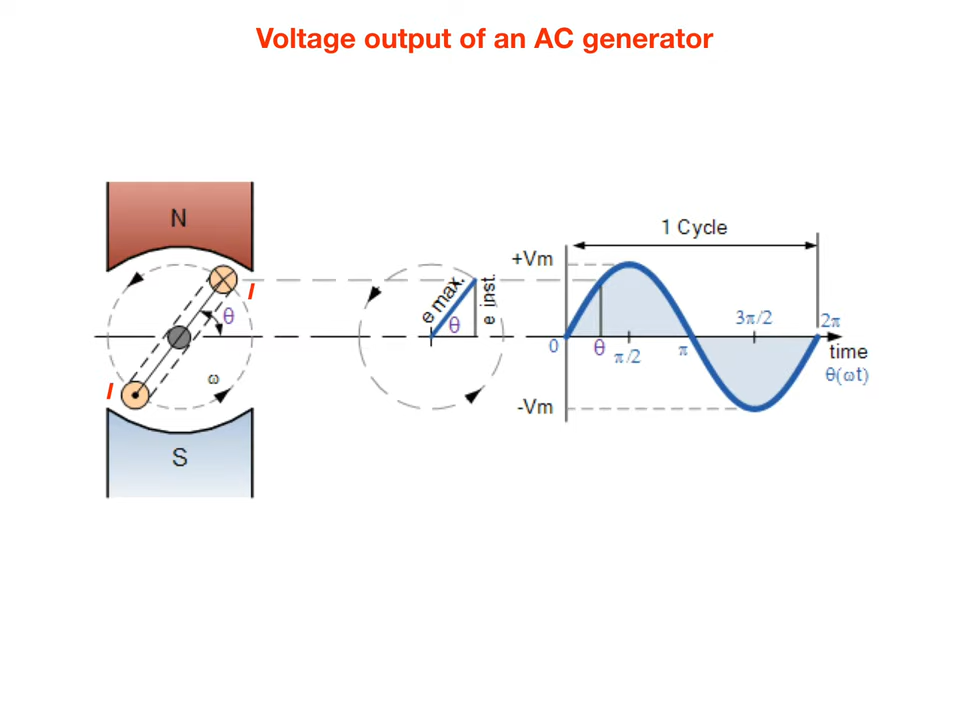 Voltage output of an AC generator
N
I
θ
I
ω
S
e max.
θ
e inst.
1 Cycle
+Vm
-Vm
0
θ
π/2
π
3π/2
2π
time
θ(ωt)